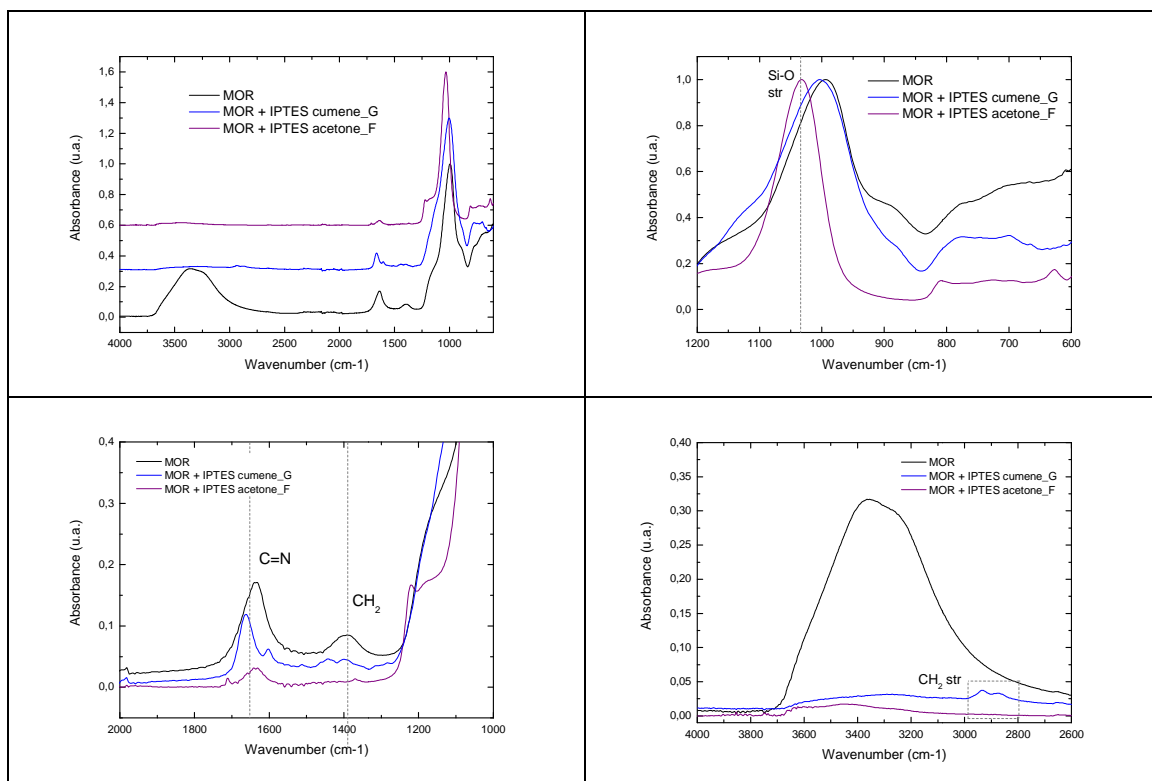 1,6
1,4
1,2
1,0
0,8
0,6
0,4
0,2
0,0
Absorbance (u.a.)
MOR
MOR + IPTES cumene_G
MOR + IPTES acetone_F
4000 3500 3000 2500 2000 1500 1000
Wavenumber (cm-1)
1,0
0,8
0,6
0,4
0,2
0,0
Absorbance (u.a.)
Si-O
str
MOR
MOR + IPTES cumene_G
MOR + IPTES acetone_F
1200 1100 1000 900 800 700 600
Wavenumber (cm-1)
0,4
0,3
0,2
0,1
0,0
Absorbance (u.a.)
MOR
MOR + IPTES cumene_G
MOR + IPTES acetone_F
C=N
CH2
2000 1800 1600 1400 1200 1000
Wavenumber (cm-1)
0,40
0,35
0,30
0,25
0,20
0,15
0,10
0,05
0,00
Absorbance (u.a.)
MOR
MOR + IPTES cumene_G
MOR + IPTES acetone_F
CH2 str
4000 3800 3600 3400 3200 3000 2800 2600
Wavenumber (cm-1)